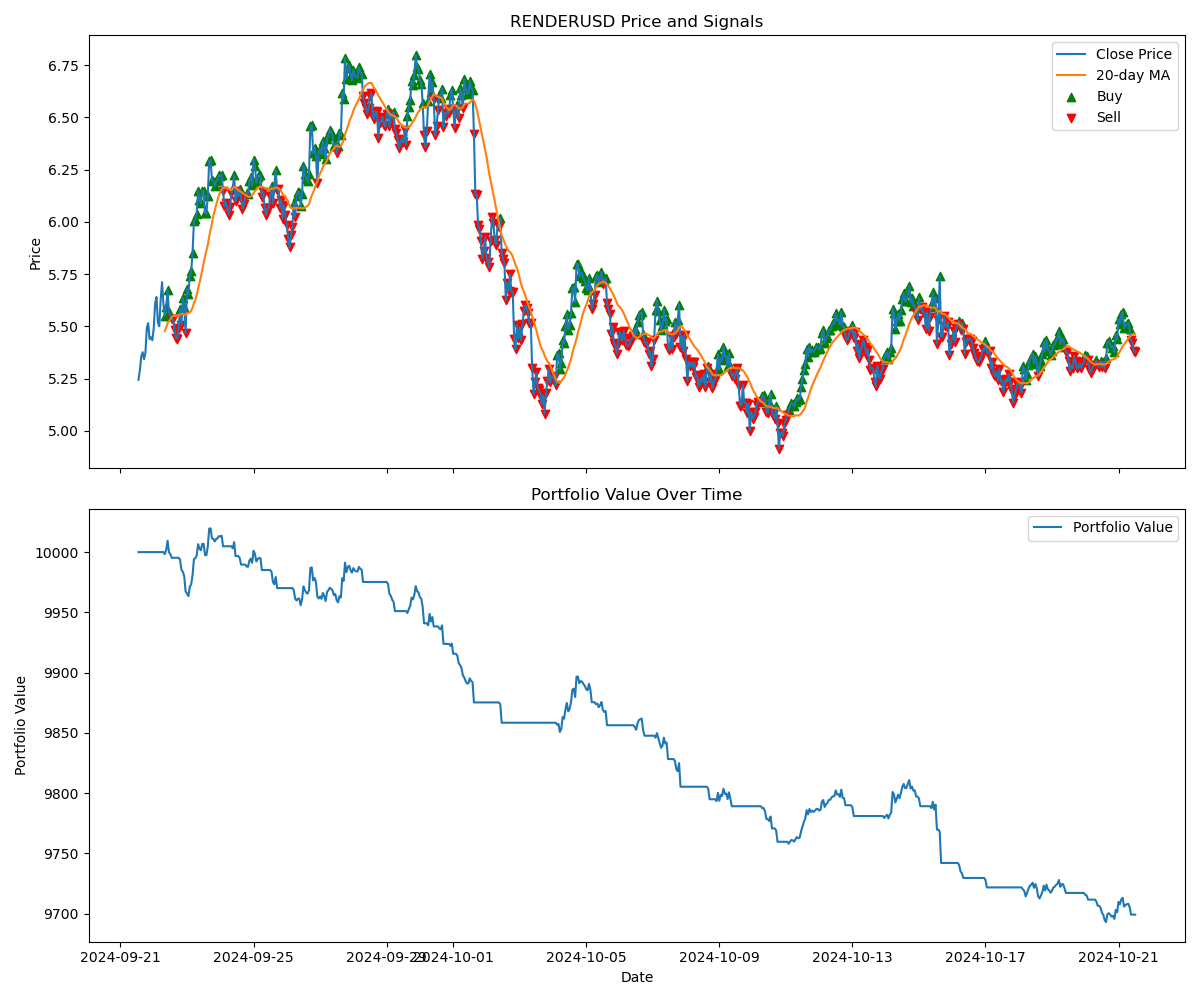 RENDERUSD Price and Signals
Close Price
20-day MA
Buy
Sell
6.75
6.50
6.25
6.00
5.75
5.50
5.25
5.00
Price
Portfolio Value Over Time
Portfolio Value
10000
9950
9900
9850
9800
9750
9700
Portfolio Value
2024-09-21
2024-09-25
2024-09-29
2024-10-01
2024-10-05
2024-10-09
2024-10-13
2024-10-17
2024-10-21
Date